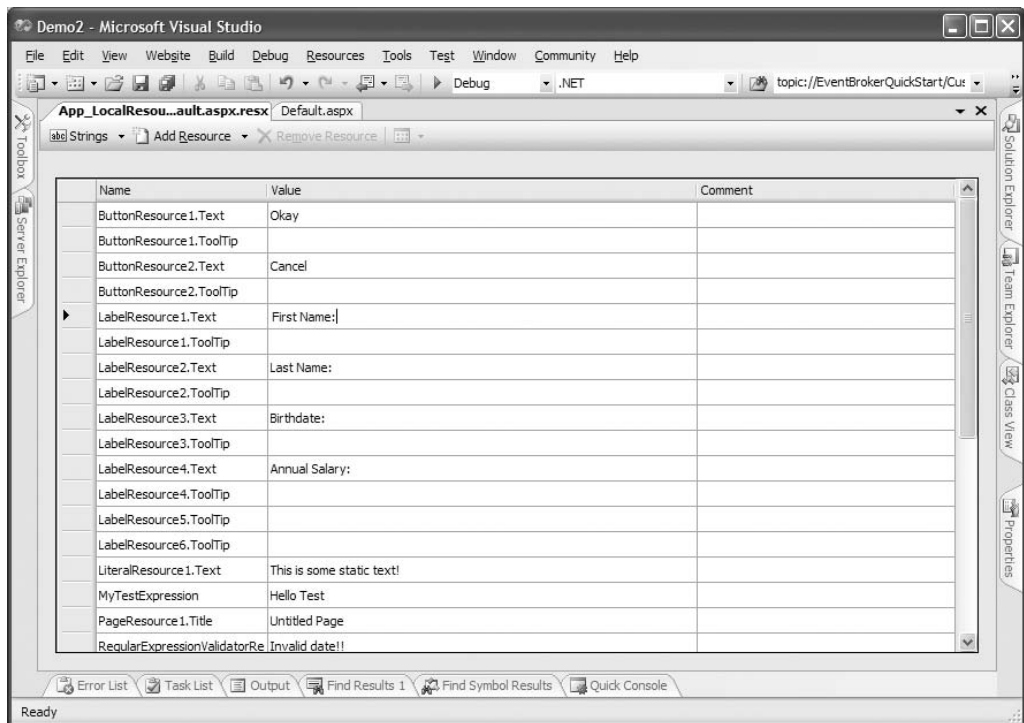 Demo2 - Microsoft Visual Studio
File Edit View Website Build Debug Resources Tools Test Window Community Help
Debug .NET topic://EventBrokerQuickStart/Cus
App_LocalResou...ault.aspx.resx Default.aspx
abc Strings Add Resource Remove Resource
Toolbox
Server Explorer
Name Value Comment
ButtonResource1.Text Okay
ButtonResource1.ToolTip
ButtonResource2.Text Cancel
ButtonResource2.ToolTip
LabelResource1.Text First Name:
LabelResource1.ToolTip
LabelResource2.Text Last Name:
LabelResource2.ToolTip
LabelResource3.Text Birthdate:
LabelResource3.ToolTip
LabelResource4.Text Annual Salary:
LabelResource4.ToolTip
LabelResource5.ToolTip
LabelResource6.ToolTip
LiteralResource1.Text This is some static text!
MyTestExpression Hello Test
PageResource1.Title Untitled Page
RegularExpressionValidatorRe Invalid date!!
Solution Explorer
Team Explorer
Class View
Properties
Error List Task List Output Find Results 1 Find Symbol Results Quick Console
Ready